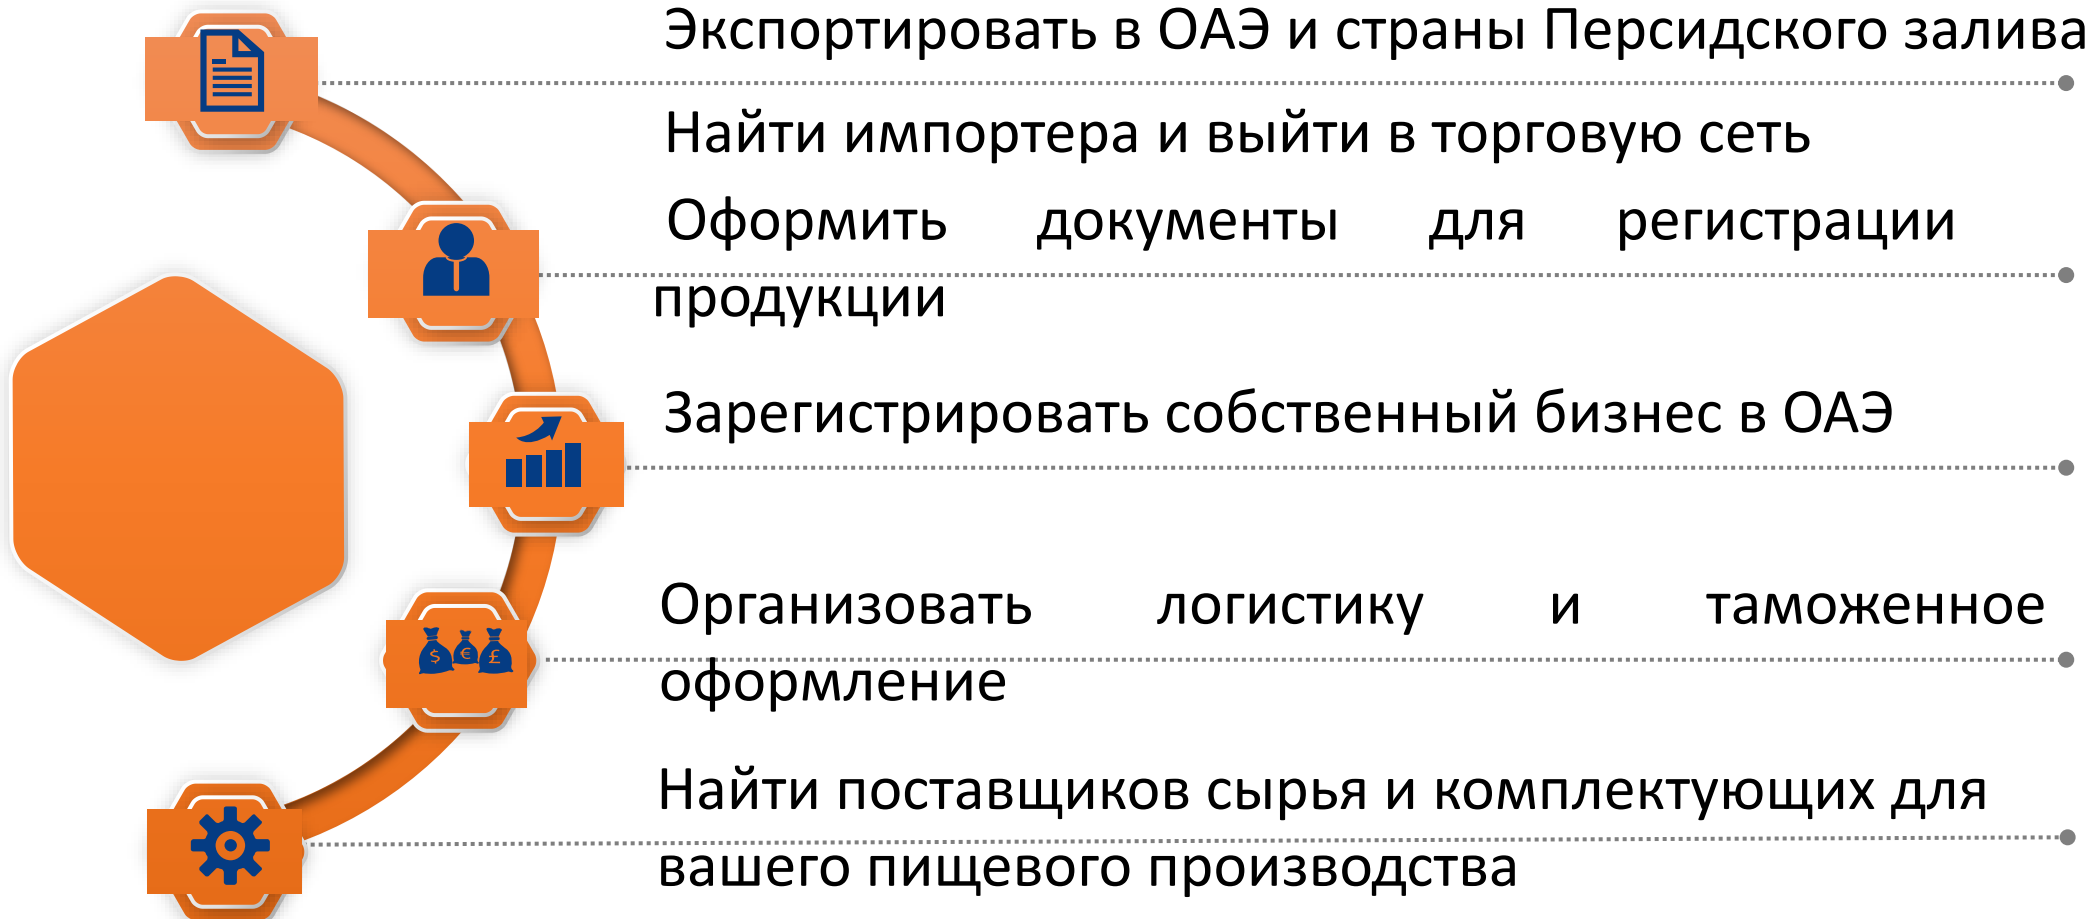 Экспортировать в ОАЭ и страны Персидского залива
Найти импортера и выйти в торговую сеть
Оформить документы для регистрации
продукции
Зарегистрировать собственный бизнес в ОАЭ
Организовать логистику и таможенное
оформление
$ € £
Найти поставщиков сырья и комплектующих для
вашего пищевого производства